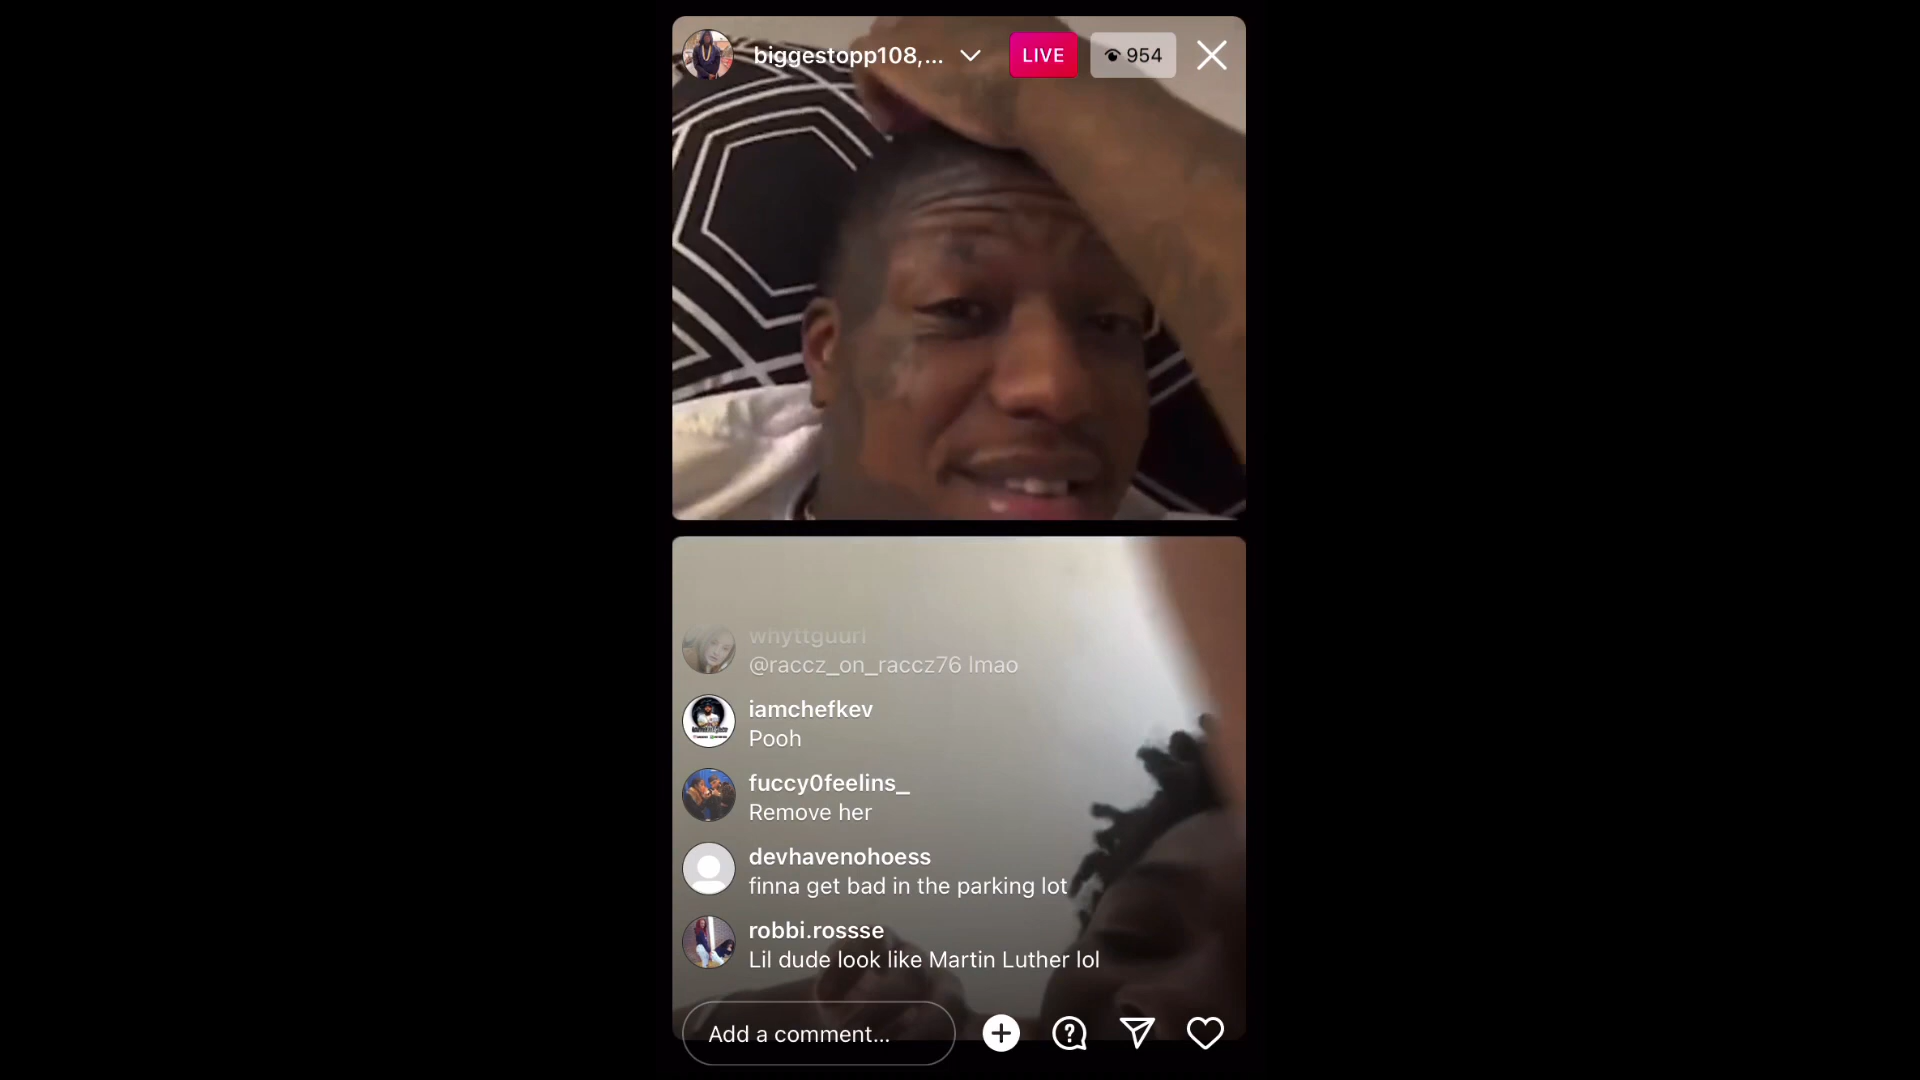 biggestopp108,...
LIVE
954
whyttguurl
@raccz_on_raccz76 lmao
iamchefkev
Pooh
fuccy0feelins_
Remove her
devhavenohoess
finna get bad in the parking lot
robbi.rossse
Lil dude look like Martin Luther lol
Add a comment...